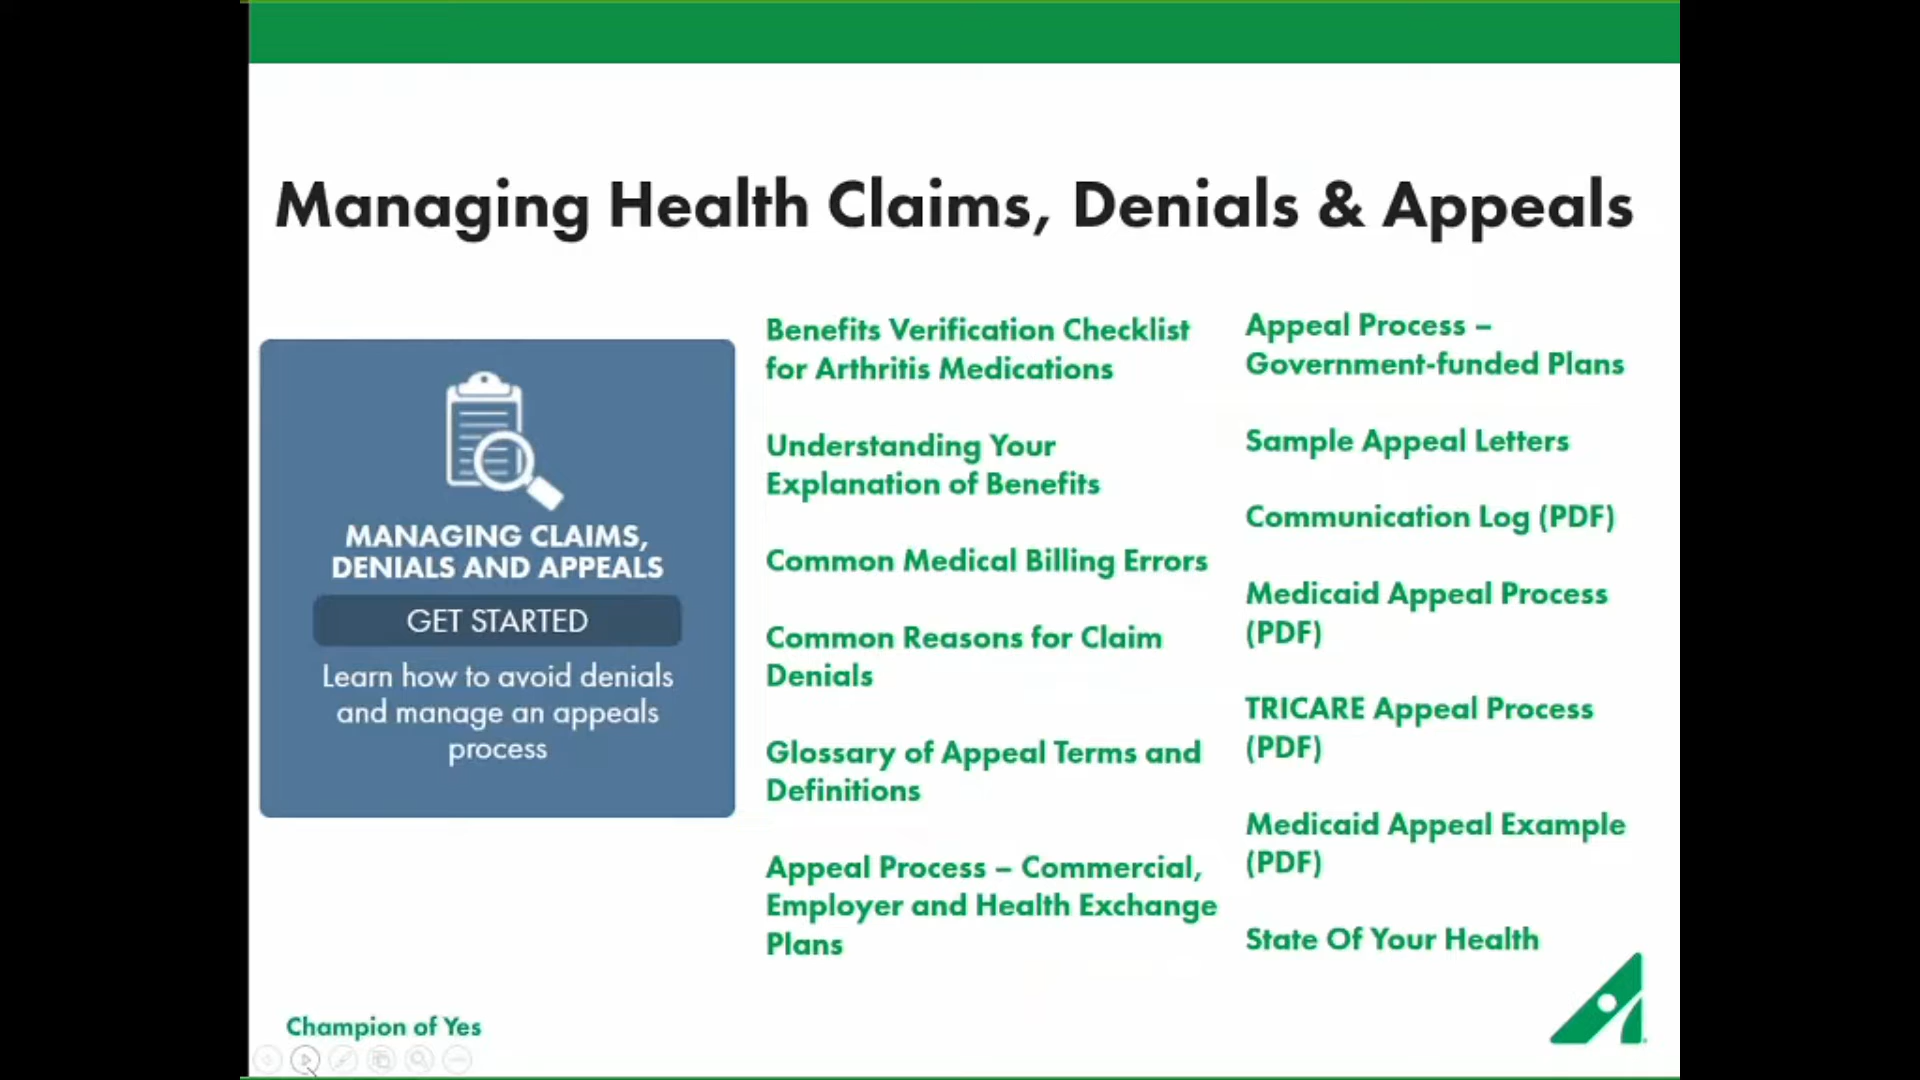 Managing Health Claims, Denials & Appeals
MANAGING CLAIMS,
DENIALS AND APPEALS
GET STARTED
Learn how to avoid denials
and manage an appeals
process
Benefits Verification Checklist
for Arthritis Medications
Understanding Your
Explanation of Benefits
Common Medical Billing Errors
Common Reasons for Claim
Denials
Glossary of Appeal Terms and
Definitions
Appeal Process – Commercial,
Employer and Health Exchange
Plans
Appeal Process –
Government-funded Plans
Sample Appeal Letters
Communication Log (PDF)
Medicaid Appeal Process
(PDF)
TRICARE Appeal Process
(PDF)
Medicaid Appeal Example
(PDF)
State Of Your Health
Champion of Yes